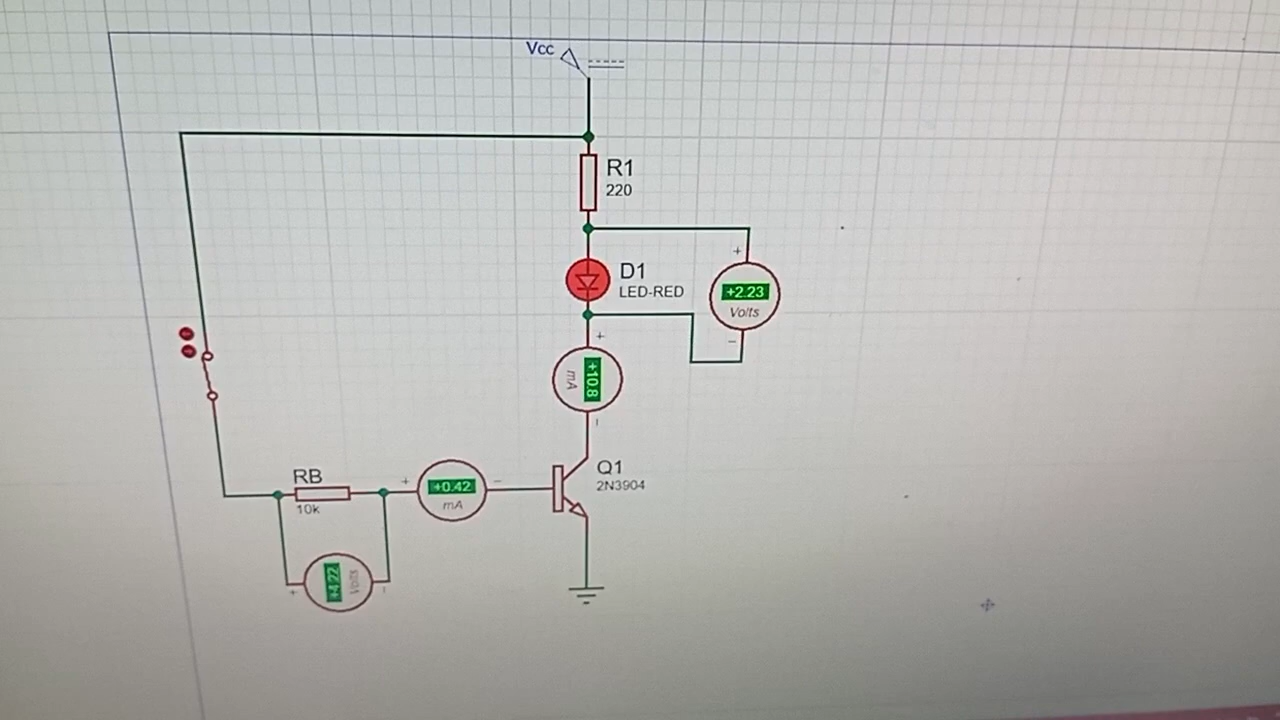 Vcc
R1
220
D1
LED-RED
+2.23
Volts
+
−
+
+10.8
mA
−
RB
10k
+
+0.42
mA
−
Q1
2N3904
+
+4.22
Volts
−